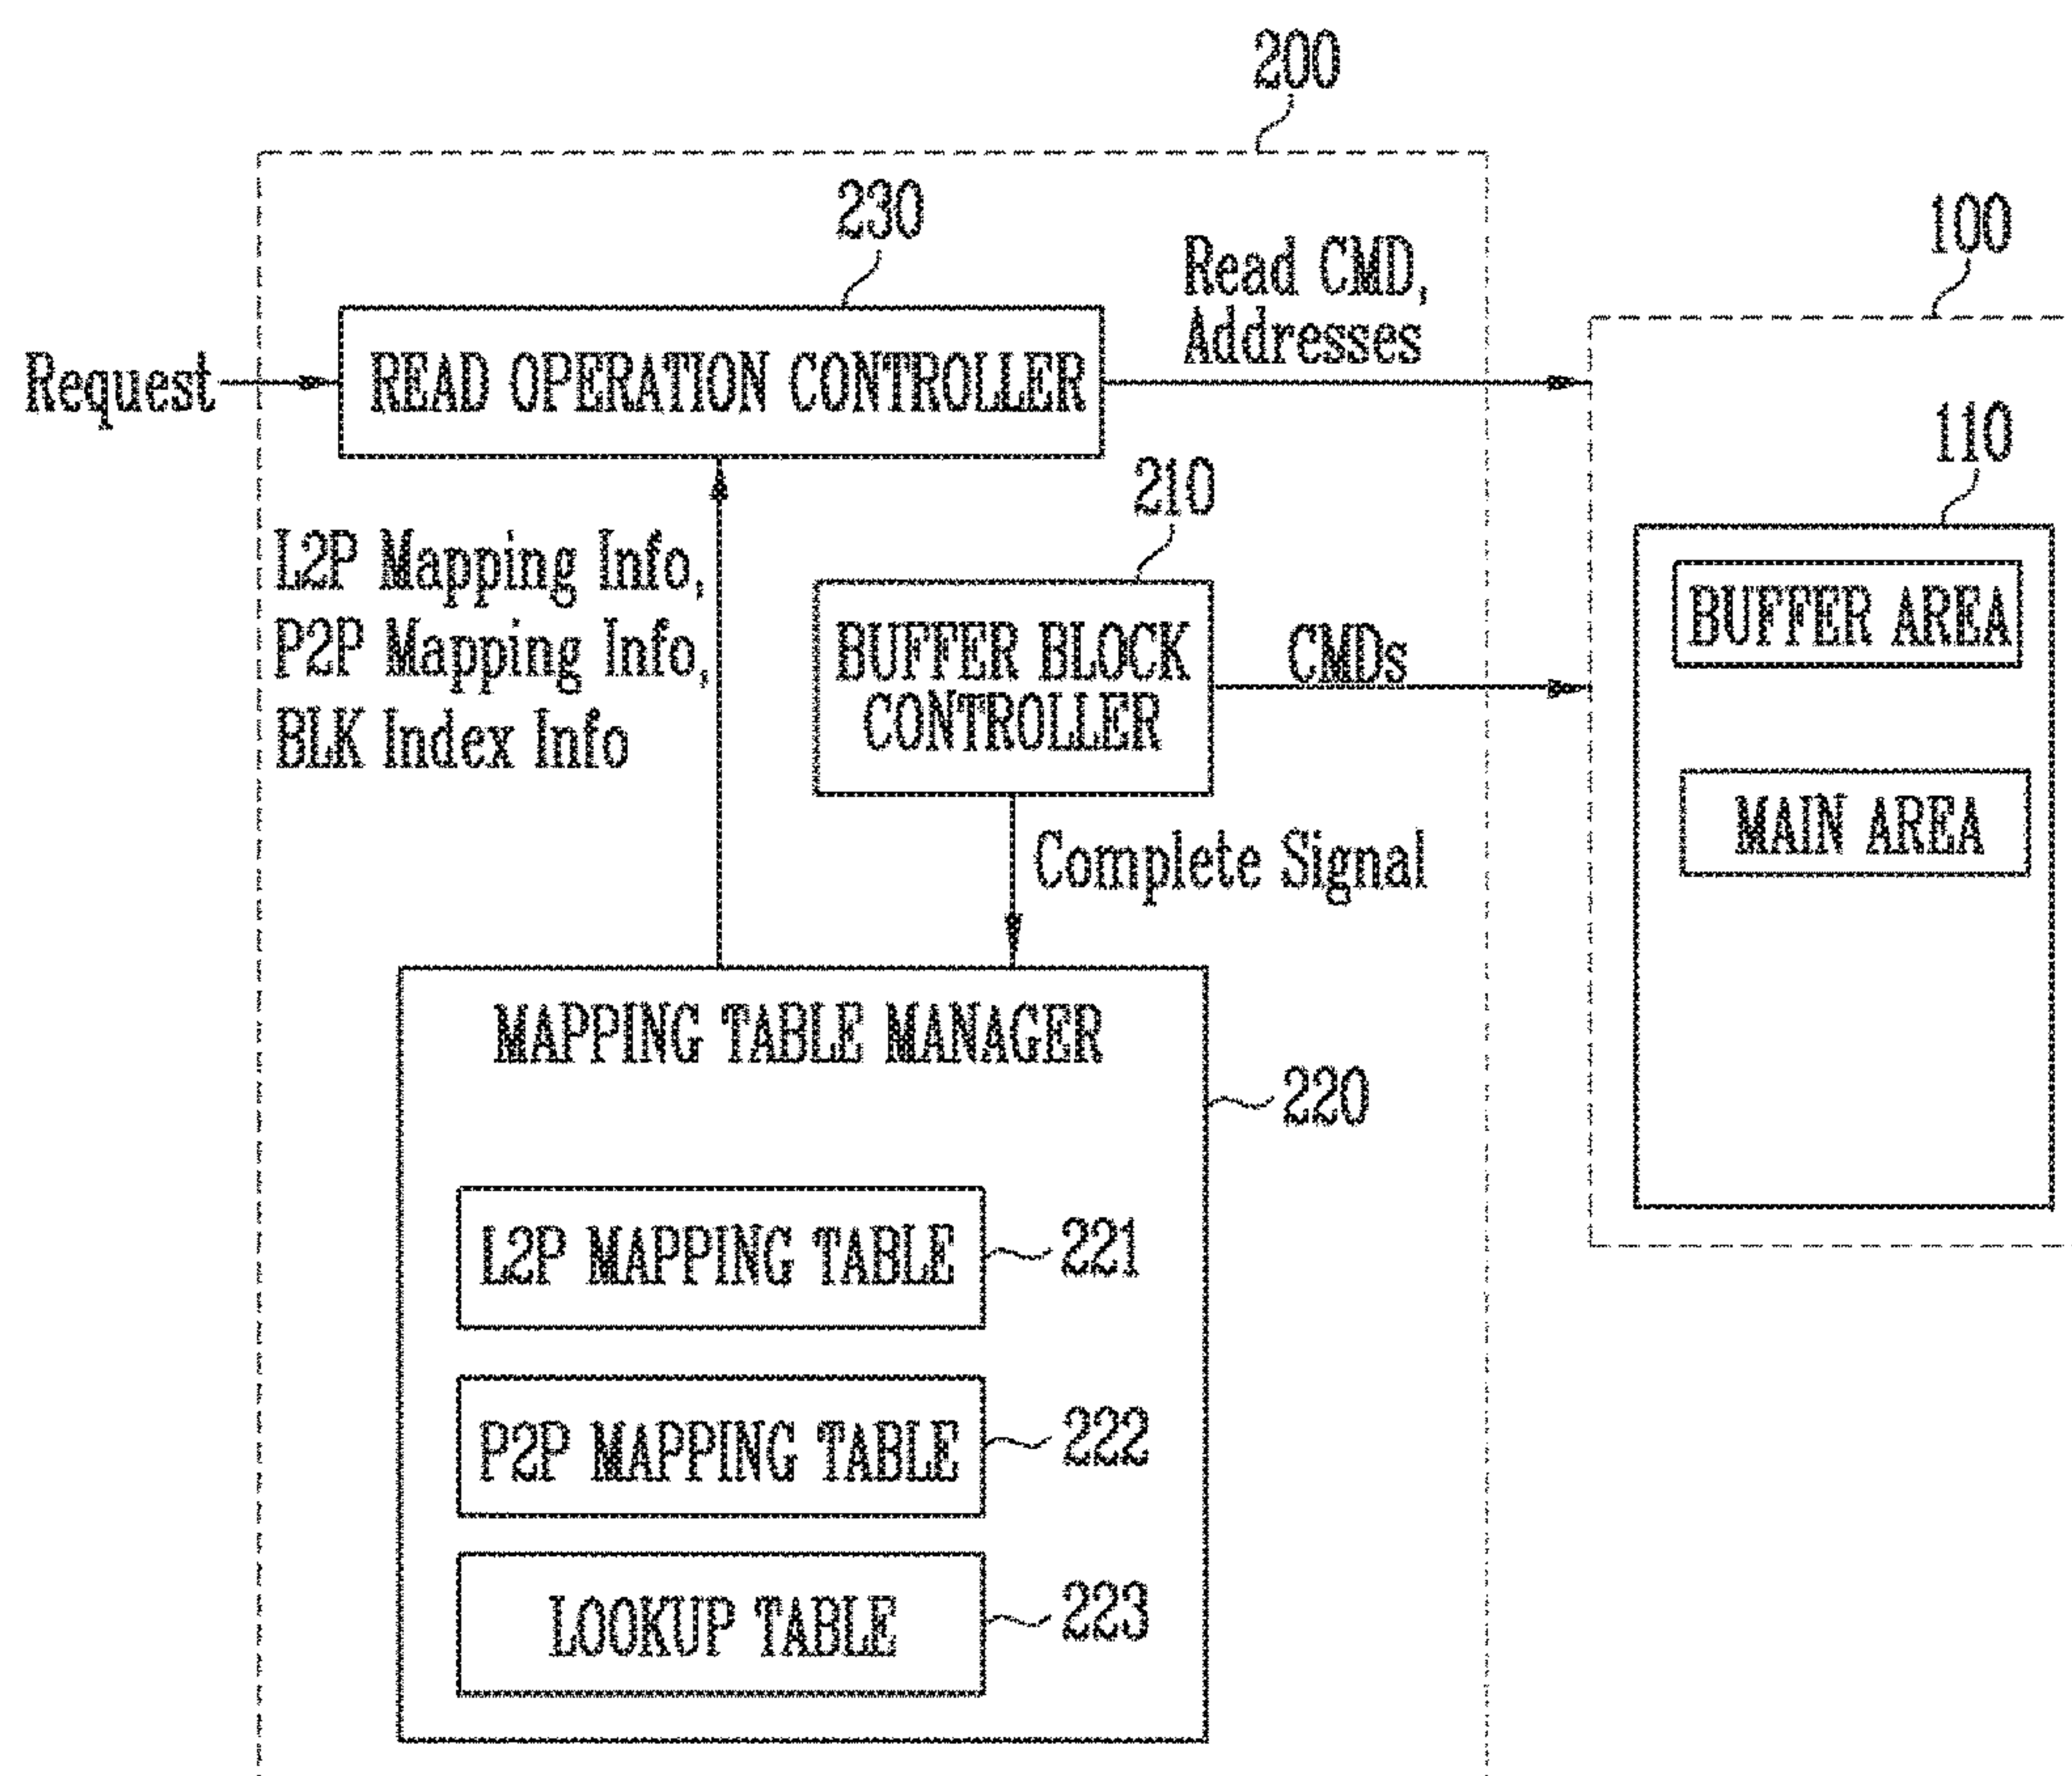 200
230
100
Read CMD,
Addresses
Request
READ OPERATION CONTROLLER
110
210
L2P Mapping Info,
P2P Mapping Info,
BLK Index Info
BUFFER BLOCK
CONTROLLER
CMDs
BUFFER AREA
MAIN AREA
Complete Signal
MAPPING TABLE MANAGER
220
L2P MAPPING TABLE
221
P2P MAPPING TABLE
222
LOOKUP TABLE
223